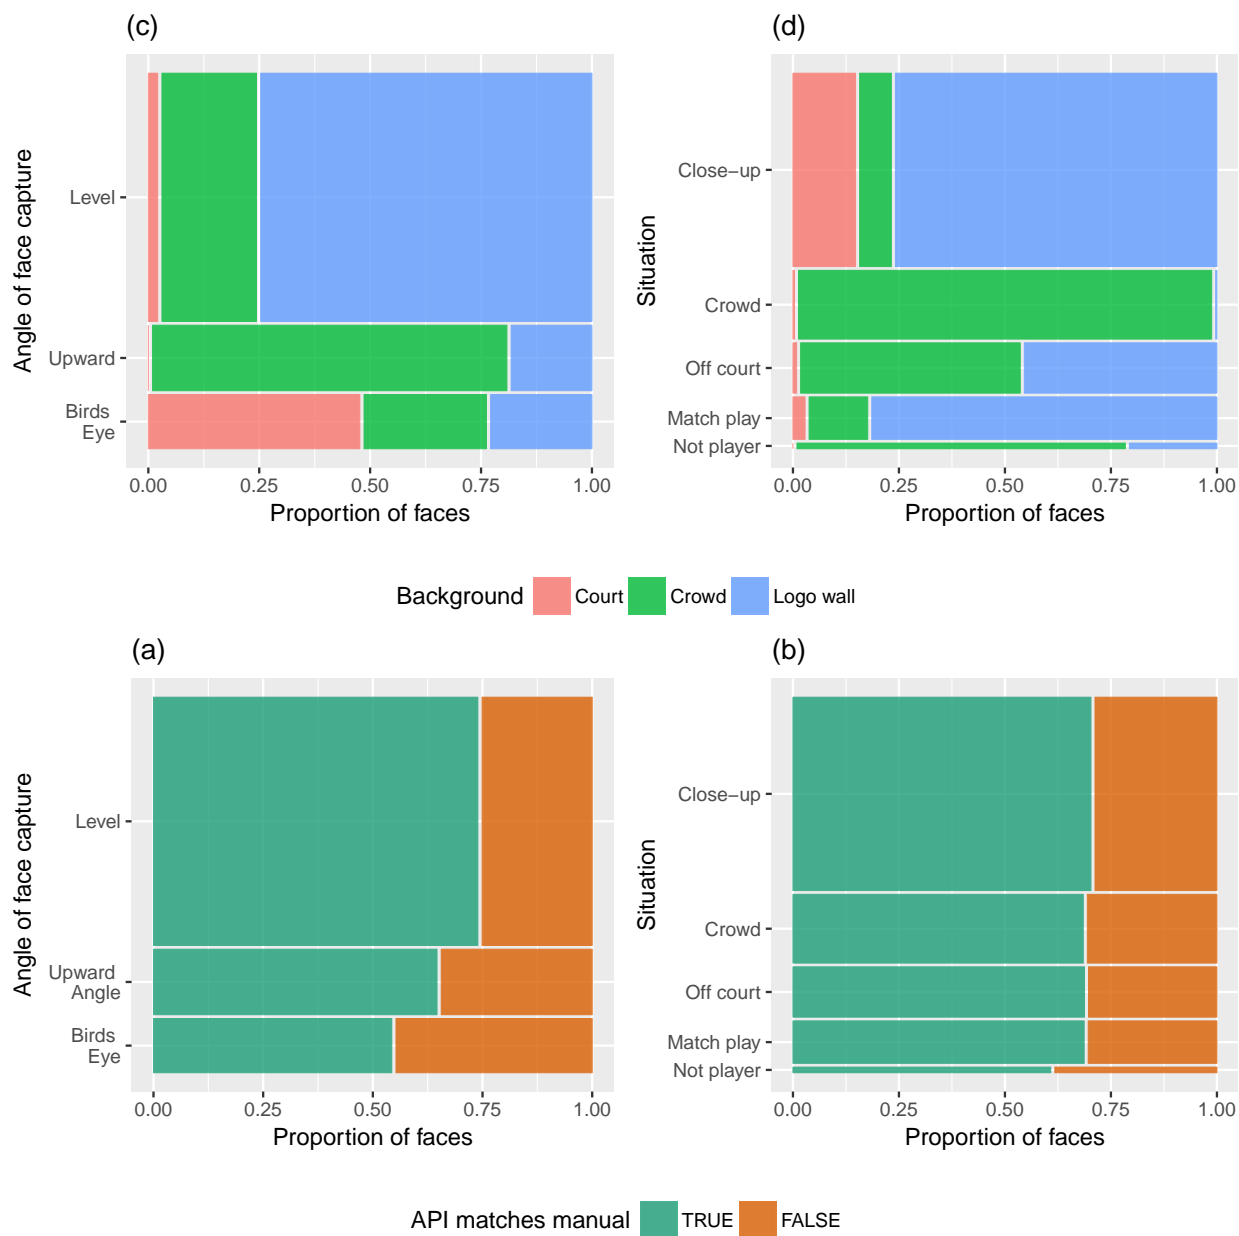 (c)
Angle of face capture
Level
Upward
Birds
Eye
0.00 0.25 0.50 0.75 1.00
Proportion of faces
(d)
Situation
Close−up
Crowd
Off court
Match play
Not player
0.00 0.25 0.50 0.75 1.00
Proportion of faces
Background Court Crowd Logo wall
(a)
Angle of face capture
Level
Upward
Angle
Birds
Eye
0.00 0.25 0.50 0.75 1.00
Proportion of faces
(b)
Situation
Close−up
Crowd
Off court
Match play
Not player
0.00 0.25 0.50 0.75 1.00
Proportion of faces
API matches manual TRUE FALSE